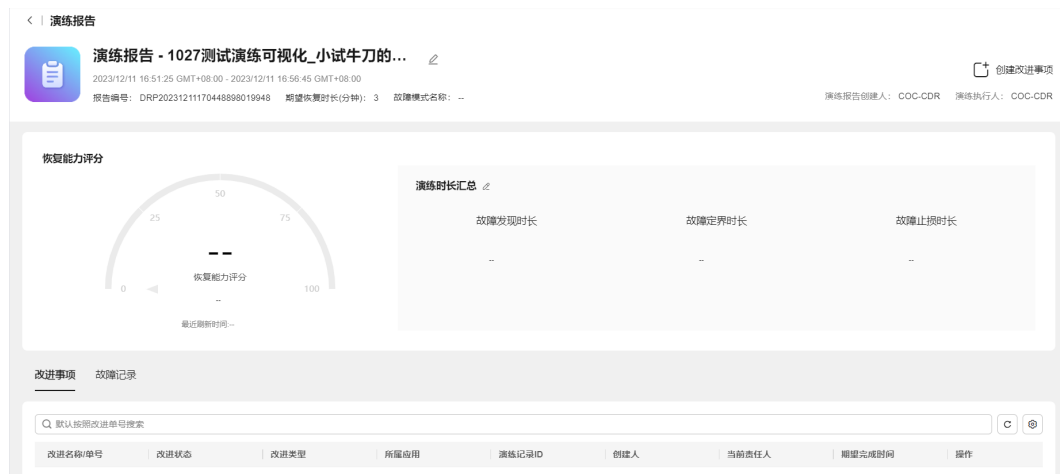 演练报告
演练报告 - 1027测试演练可视化_小试牛刀的...
2023/12/11 16:51:25 GMT+08:00 - 2023/12/11 16:56:45 GMT+08:00
报告编号： DRP20231211170448898019948 期望恢复时长(分钟)： 3 故障模式名称： --
创建改进事项
演练报告创建人： COC-CDR 演练执行人： COC-CDR
恢复能力评分
0 25 50 75 100
--
恢复能力评分
--
最近刷新时间:--
演练时长汇总
故障发现时长 故障定界时长 故障止损时长
-- -- --
改进事项 故障记录
默认按照改进单号搜索
改进名称/单号 改进状态 改进类型 所属应用 演练记录ID 创建人 当前责任人 期望完成时间 操作